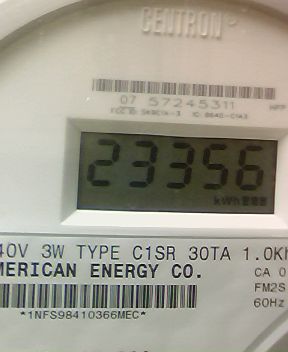 CENTRON
07 57245311
23356
kWh
40V 3W TYPE C1SR 30TA 1.0Kh
MERICAN ENERGY CO.
CA 0
FM2S
60Hz
*1NFS98410366MEC*